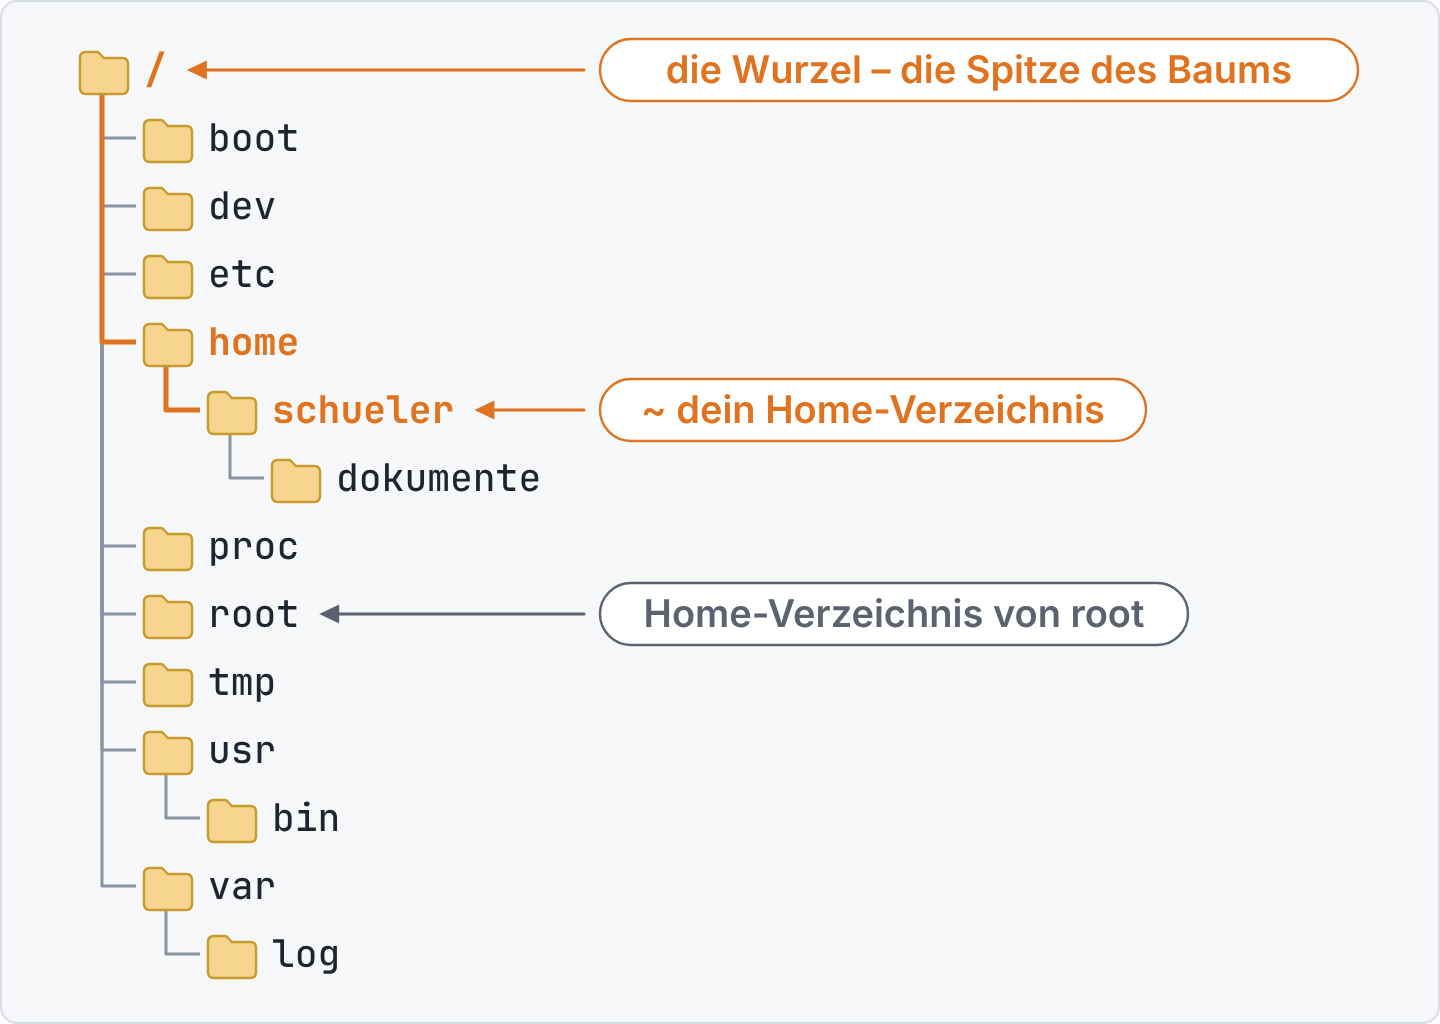 / die Wurzel – die Spitze des Baums
boot
dev
etc
home
schueler ~ dein Home-Verzeichnis
dokumente
proc
root Home-Verzeichnis von root
tmp
usr
bin
var
log